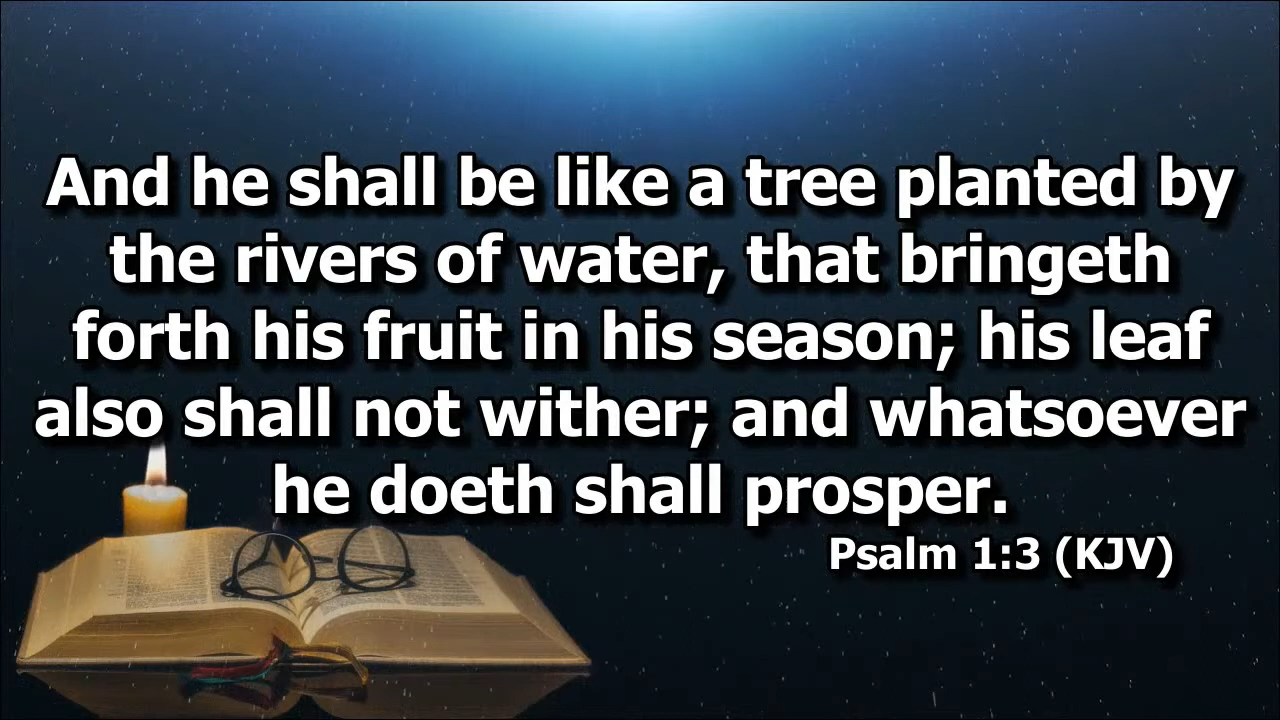 And he shall be like a tree planted by
the rivers of water, that bringeth
forth his fruit in his season; his leaf
also shall not wither; and whatsoever
he doeth shall prosper.
Psalm 1:3 (KJV)